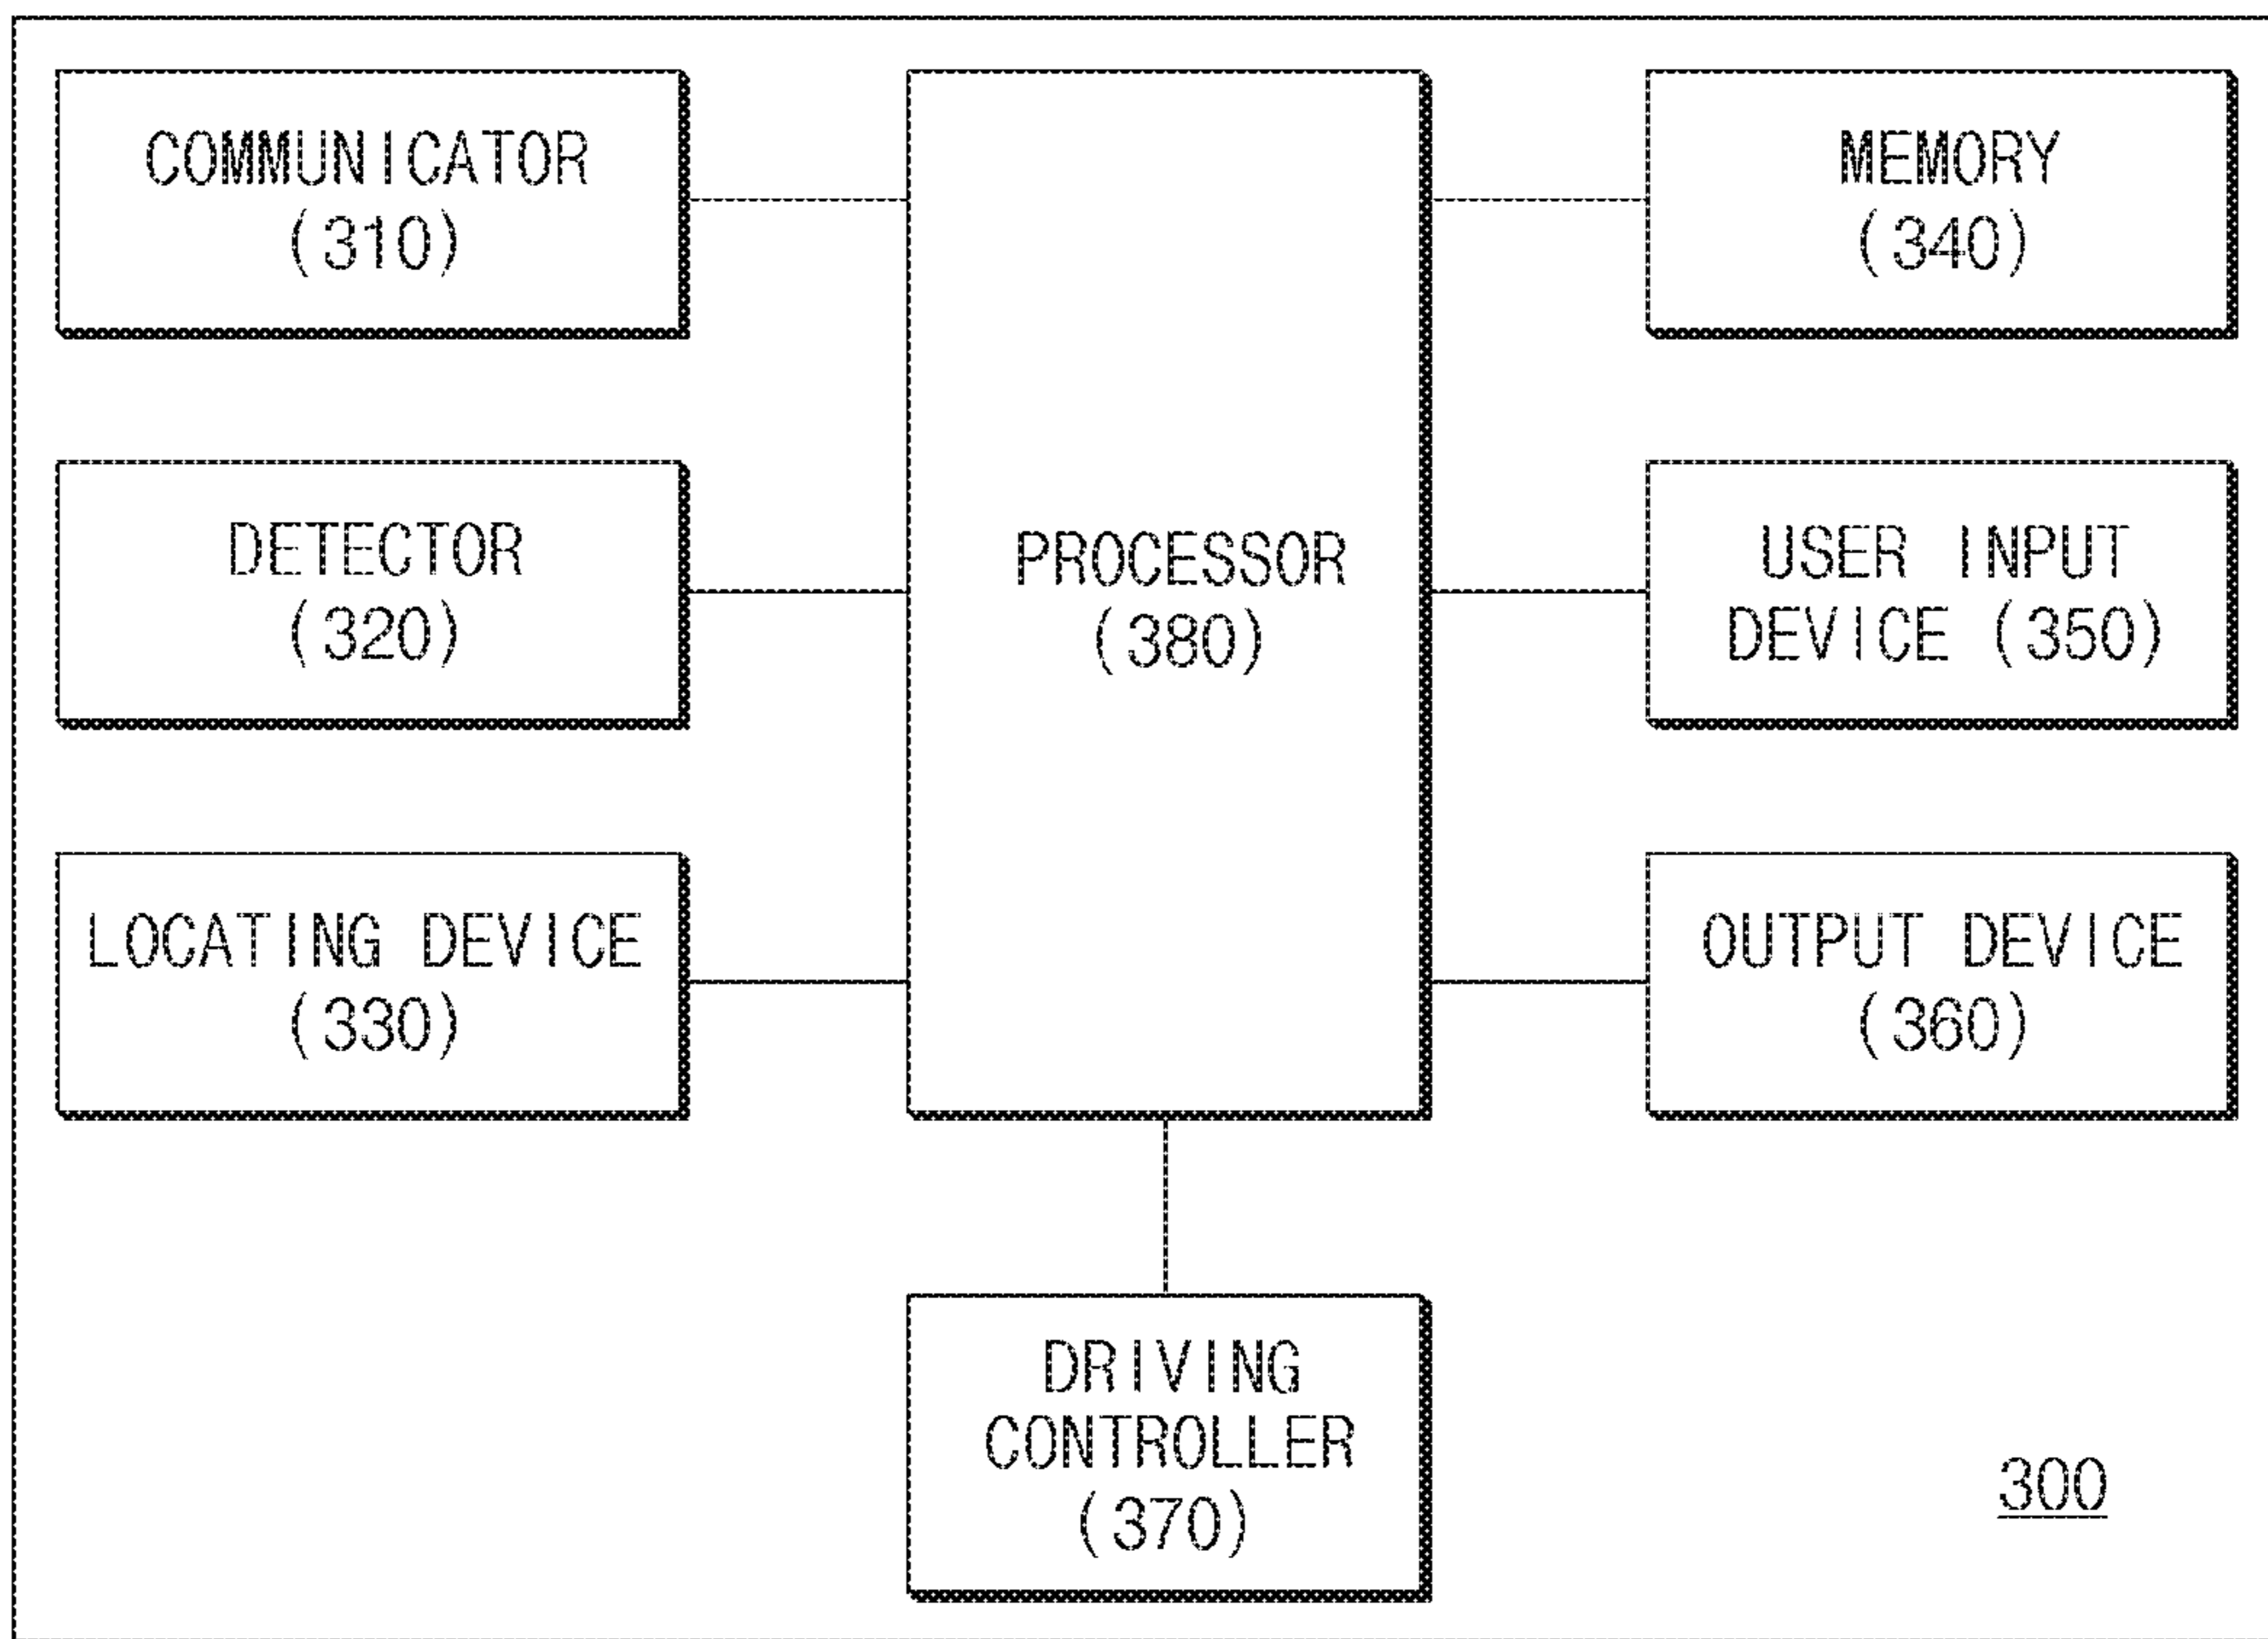 COMMUNICATOR
(310)
DETECTOR
(320)
LOCATING DEVICE
(330)
PROCESSOR
(380)
MEMORY
(340)
USER INPUT
DEVICE (350)
OUTPUT DEVICE
(360)
DRIVING
CONTROLLER
(370)
300